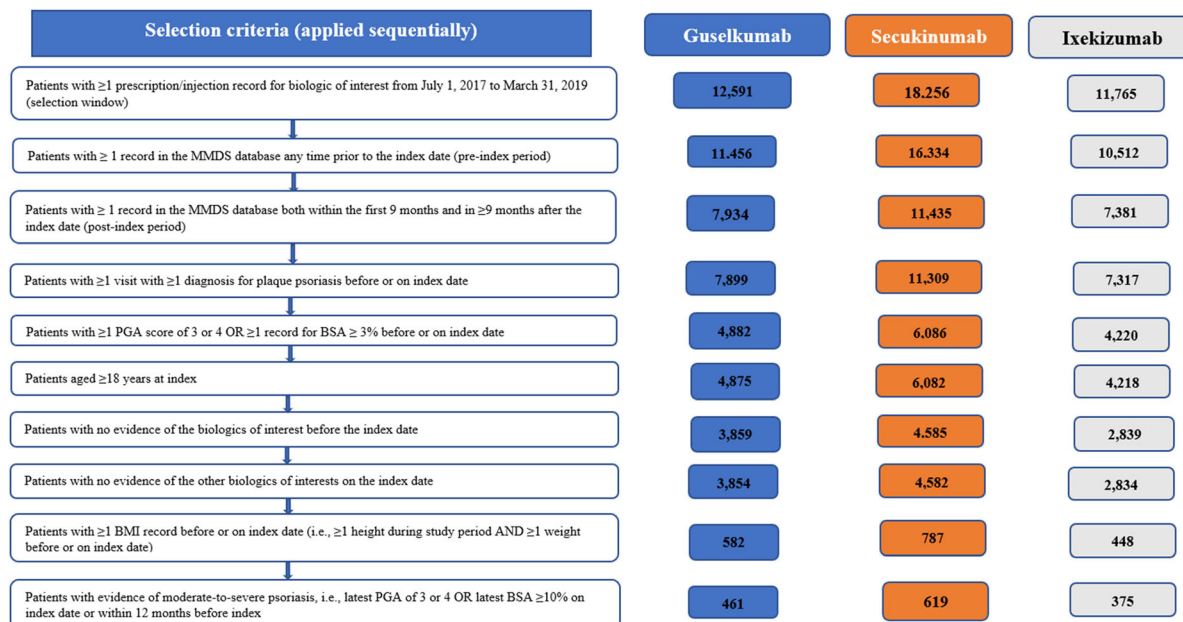 Selection criteria (applied sequentially)
Guselkumab
Secukinumab
Ixekizumab
Patients with ≥1 prescription/injection record for biologic of interest from July 1, 2017 to March 31, 2019
(selection window)
12,591
18.256
11,765
Patients with ≥ 1 record in the MMDS database any time prior to the index date (pre-index period)
11.456
16.334
10,512
Patients with ≥ 1 record in the MMDS database both within the first 9 months and in ≥9 months after the
index date (post-index period)
7,934
11,435
7,381
Patients with ≥1 visit with ≥1 diagnosis for plaque psoriasis before or on index date
7,899
11,309
7,317
Patients with ≥1 PGA score of 3 or 4 OR ≥1 record for BSA ≥ 3% before or on index date
4,882
6,086
4,220
Patients aged ≥18 years at index
4,875
6,082
4,218
Patients with no evidence of the biologics of interest before the index date
3,859
4.585
2,839
Patients with no evidence of the other biologics of interests on the index date
3,854
4,582
2,834
Patients with ≥1 BMI record before or on index date (i.e., ≥1 height during study period AND ≥1 weight
before or on index date)
582
787
448
Patients with evidence of moderate-to-severe psoriasis, i.e., latest PGA of 3 or 4 OR latest BSA ≥10% on
index date or within 12 months before index
461
619
375